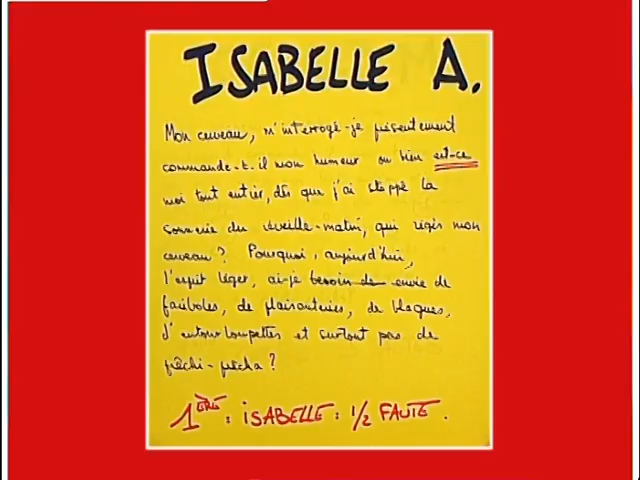 ISABELLE A.
Mon cerveau, m'interrogé-je présentement
commande-t-il mon humeur ou bien est-ce
moi tout entier, dès que j'ai stoppé la
sonnerie du réveille-matin, qui régis mon
cerveau ? Pourquoi, aujourd'hui,
l'esprit léger, ai-je besoin de envie de
fariboles, de plaisanteries, de blagues,
d'entourloupettes et surtout pas de
prêchi-prêcha ?
1ÈRE : ISABELLE : 1/2 FAUTE.